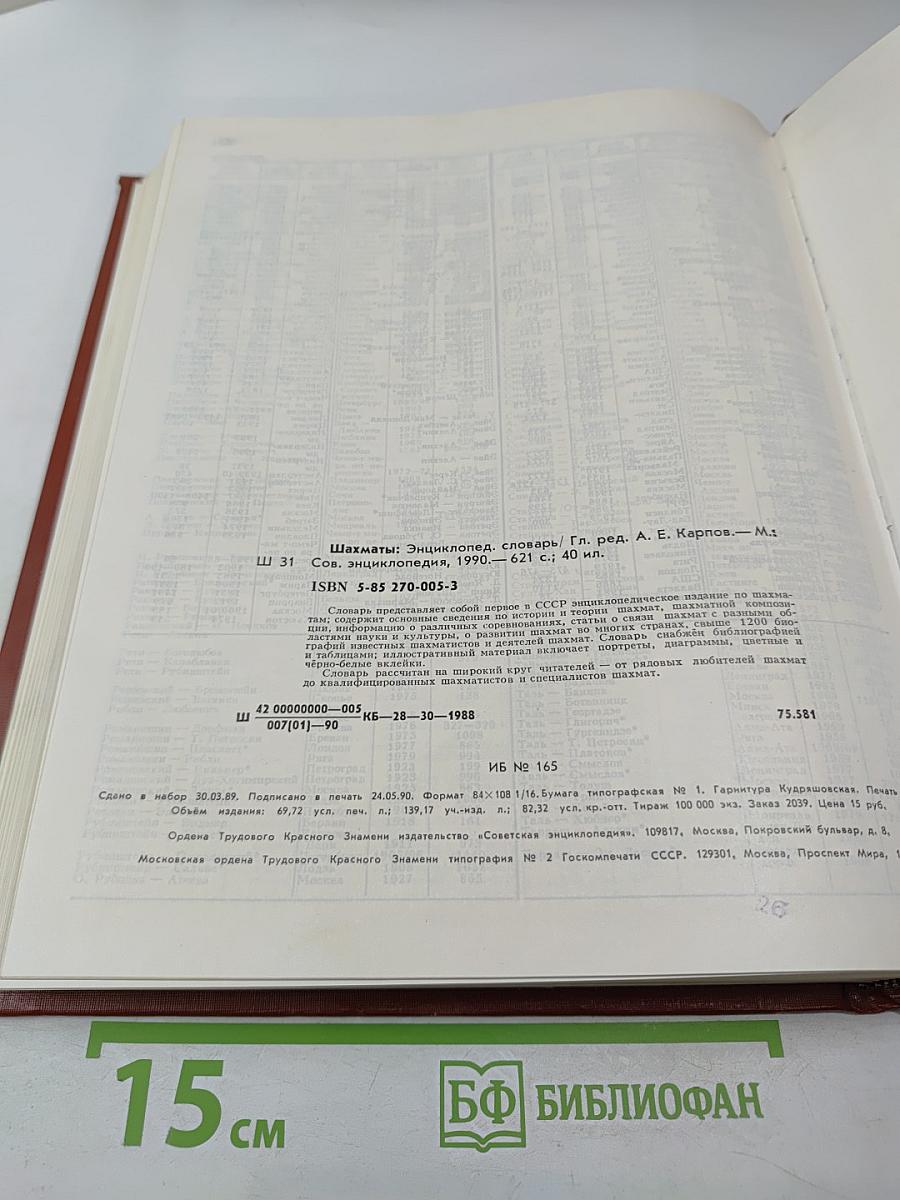 Шахматы: Энциклопед. словарь/ Гл. ред. А. Е. Карпов.— М.:
Ш 31 Сов. энциклопедия, 1990.— 621 с.; 40 ил.
ISBN 5-85 270-005-3
Словарь представляет собой первое в СССР энциклопедическое издание по шахма-
там; содержит основные сведения по истории и теории шахмат, шахматной компози-
ции, информацию о различных соревнованиях, статьи о связи шахмат с разными об-
ластями науки и культуры, о развитии шахмат во многих странах, свыше 1200 био-
графий известных шахматистов и деятелей шахмат. Словарь снабжён библиографией
и таблицами; иллюстративный материал включает портреты, диаграммы, цветные и
чёрно-белые вклейки.
Словарь рассчитан на широкий круг читателей — от рядовых любителей шахмат
до квалифицированных шахматистов и специалистов шахмат.
Ш 42 00000000—005
007(01)—90 КБ—28—30—1988 75.581
ИБ № 165
Сдано в набор 30.03.89. Подписано в печать 24.05.90. Формат 84×108 1/16. Бумага типографская № 1. Гарнитура Кудряшовская. Печать
Объём издания: 69,72 усл. печ. л.; 139,17 уч.-изд. л.; 82,32 усл. кр.-отт. Тираж 100 000 экз. Заказ 2039. Цена 15 руб.
Ордена Трудового Красного Знамени издательство «Советская энциклопедия». 109817, Москва, Покровский бульвар, д. 8,
Московская ордена Трудового Красного Знамени типография № 2 Госкомпечати СССР. 129301, Москва, Проспект Мира, 1
26
15 см
БФ БИБЛИОФАН